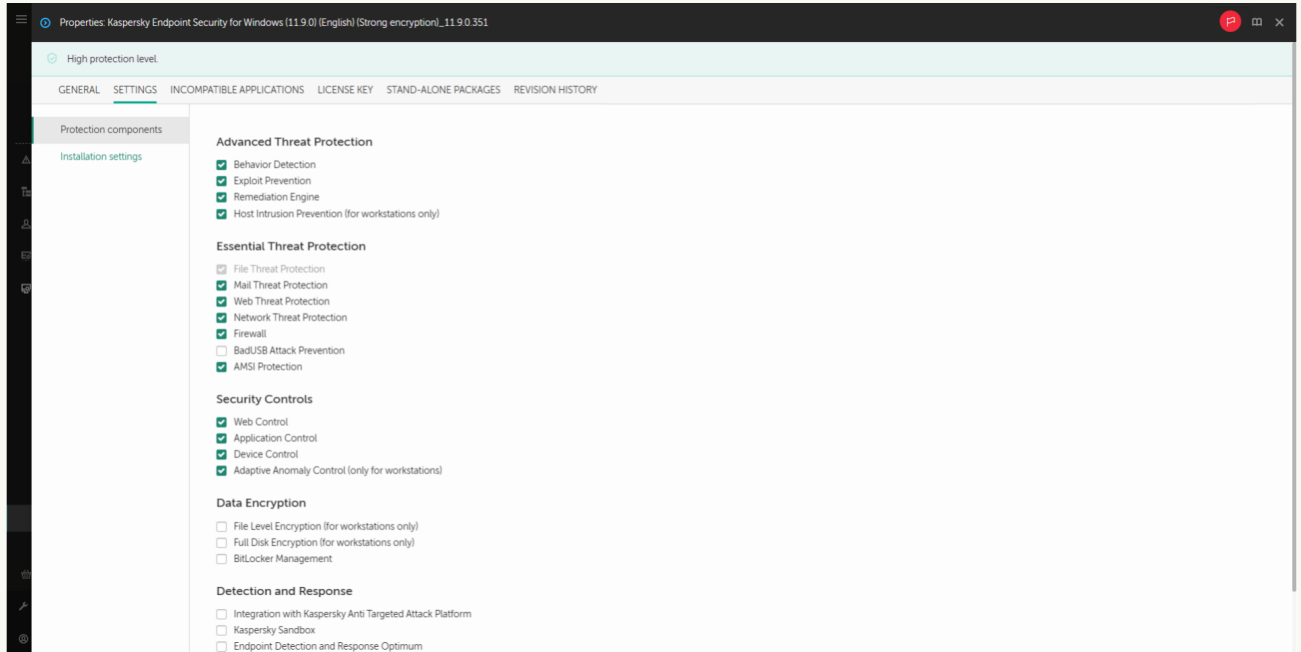 Properties: Kaspersky Endpoint Security for Windows (11.9.0) (English) (Strong encryption)_11.9.0.351
High protection level.
GENERAL SETTINGS INCOMPATIBLE APPLICATIONS LICENSE KEY STAND-ALONE PACKAGES REVISION HISTORY
Protection components
Installation settings
Advanced Threat Protection
Behavior Detection
Exploit Prevention
Remediation Engine
Host Intrusion Prevention (for workstations only)
Essential Threat Protection
File Threat Protection
Mail Threat Protection
Web Threat Protection
Network Threat Protection
Firewall
BadUSB Attack Prevention
AMSI Protection
Security Controls
Web Control
Application Control
Device Control
Adaptive Anomaly Control (only for workstations)
Data Encryption
File Level Encryption (for workstations only)
Full Disk Encryption (for workstations only)
BitLocker Management
Detection and Response
Integration with Kaspersky Anti Targeted Attack Platform
Kaspersky Sandbox
Endpoint Detection and Response Optimum